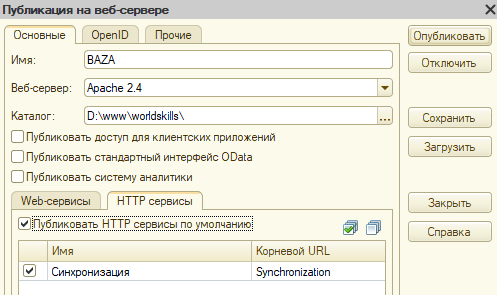 Публикация на веб-сервере
Основные OpenID Прочие
Опубликовать
Имя: BAZA
Отключить
Веб-сервер: Apache 2.4
Каталог: D:\www\worldskills\ ...
Сохранить
Публиковать доступ для клиентских приложений
Загрузить
Публиковать стандартный интерфейс OData
Публиковать систему аналитики
Web-сервисы HTTP сервисы
Закрыть
Публиковать HTTP сервисы по умолчанию
Справка
Имя Корневой URL
Синхронизация Synchronization